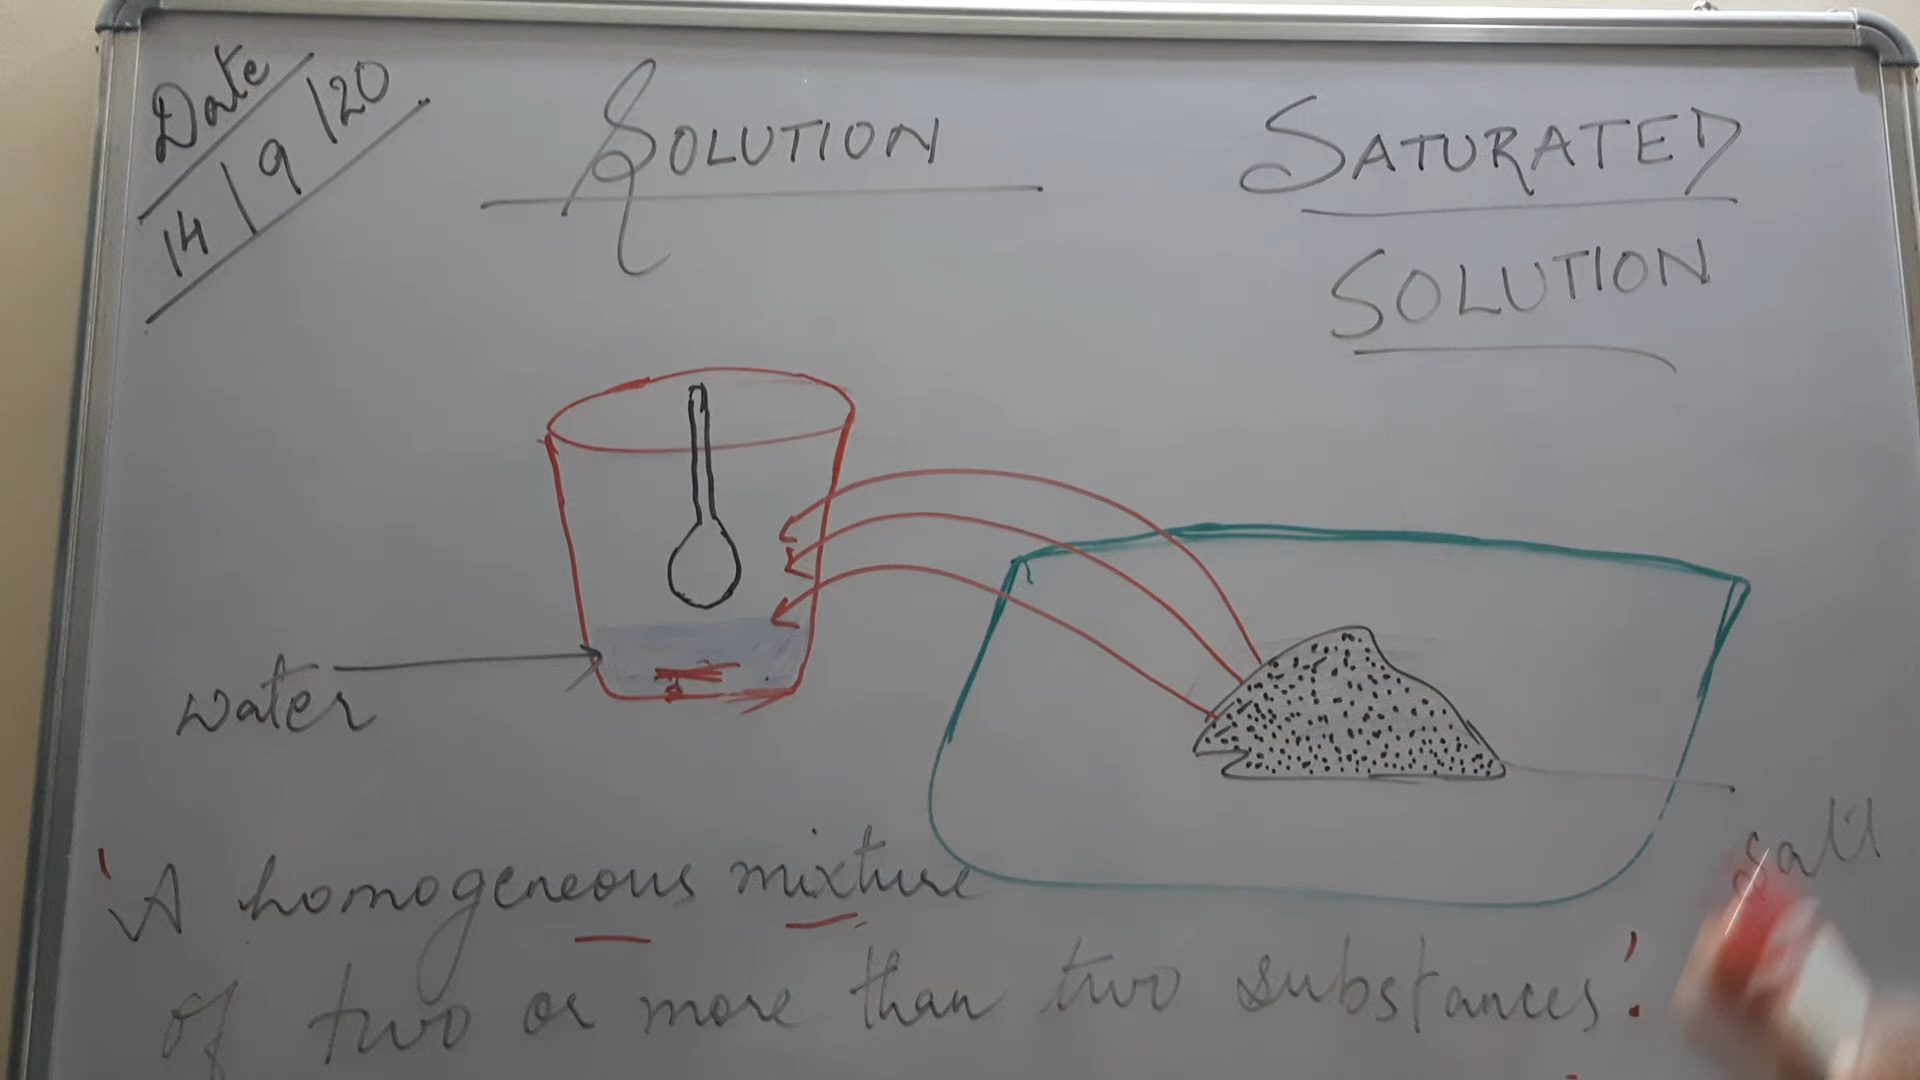 Date
14/9/20
SOLUTION
SATURATED
SOLUTION
water
salt
'A homogeneous mixture
of two or more than two substances'.